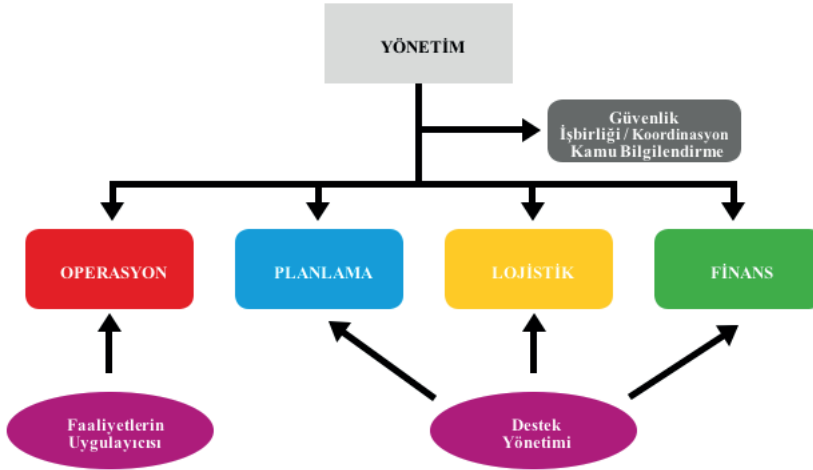 YÖNETİM
Güvenlik
İşbirliği / Koordinasyon
Kamu Bilgilendirme
OPERASYON
PLANLAMA
LOJİSTİK
FİNANS
Faaliyetlerin
Uygulayıcısı
Destek
Yönetimi